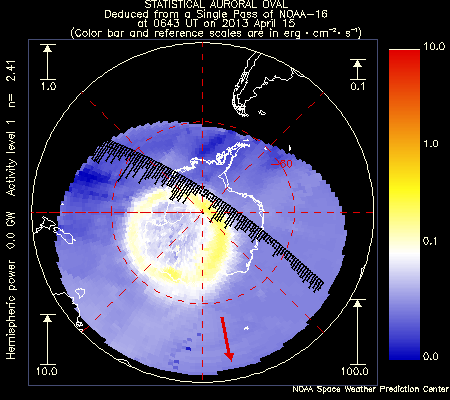 STATISTICAL AURORAL OVAL
Deduced from a Single Pass of NOAA-16
at 0643 UT on 2013 April 15
(Color bar and reference scales are in erg · cm⁻² · s⁻¹)
Hemispheric power 0.0 GW Activity level 1 n= 2.41
1.0
0.1
-60
10.0
100.0
10.0
1.0
0.1
0.0
NOAA Space Weather Prediction Center